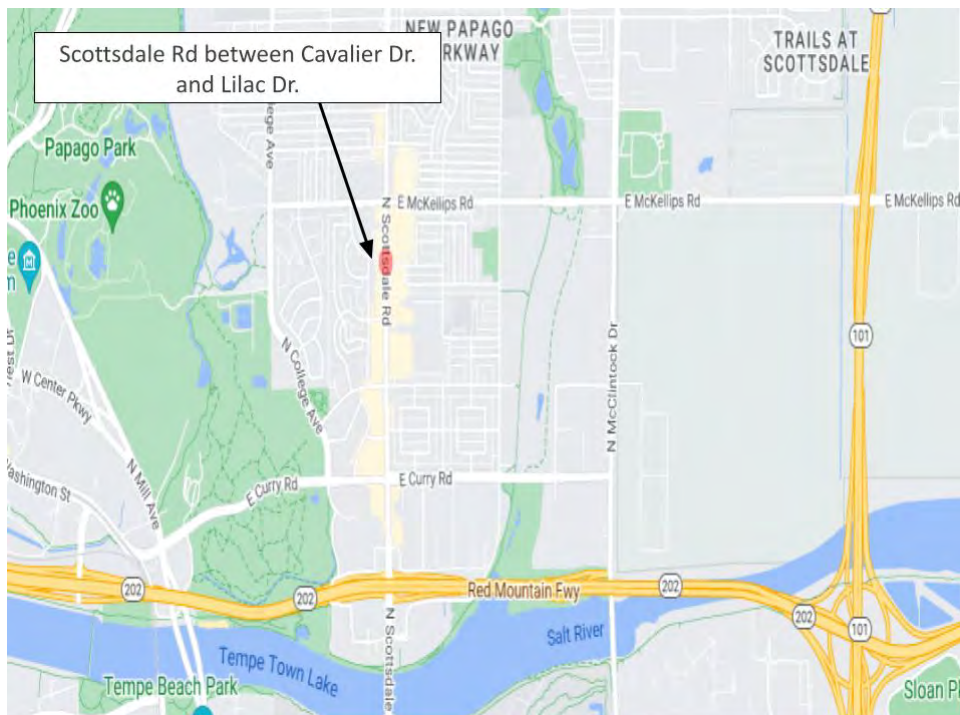 NEW PAPAGO
RKWAY
TRAILS AT
SCOTTSDALE
Scottsdale Rd between Cavalier Dr.
and Lilac Dr.
ege Ave
Papago Park
Phoenix Zoo
E McKellips Rd
E McKellips Rd
E McKellips Rd
N Scottsdale Rd
101
W Center Pkwy
N College Ave
N McClintock Dr
Washington St
N Mill Ave
E Curry Rd
E Curry Rd
202
202
Red Mountain Fwy
202
202
101
N Scottsdale
Salt River
Tempe Town Lake
Tempe Beach Park
Sloan P